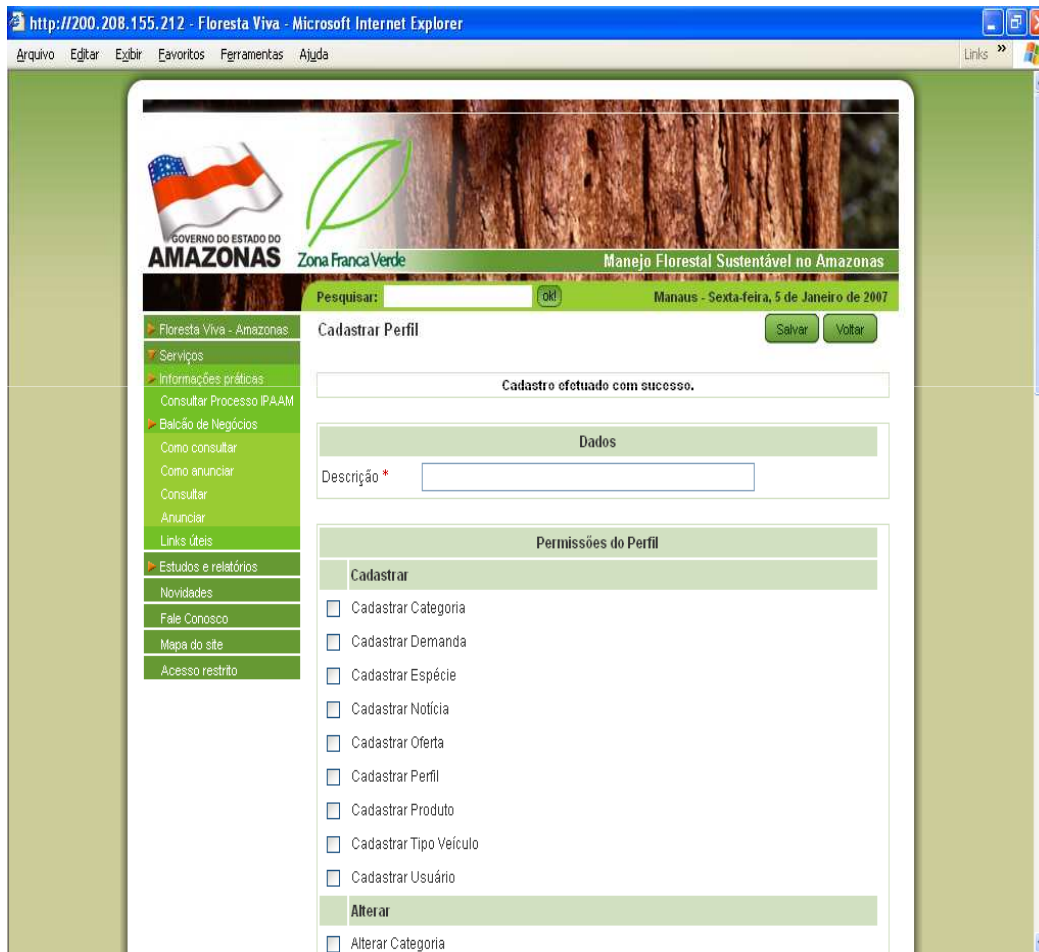 http://200.208.155.212 - Floresta Viva - Microsoft Internet Explorer
Arquivo Editar Exibir Favoritos Ferramentas Ajuda Links »
GOVERNO DO ESTADO DO
AMAZONAS
Zona Franca Verde
Manejo Florestal Sustentável no Amazonas
Pesquisar: ok! Manaus - Sexta-feira, 5 de Janeiro de 2007
Floresta Viva - Amazonas
Serviços
Informações práticas
Consultar Processo IPAAM
Balcão de Negócios
Como consultar
Como anunciar
Consultar
Anunciar
Links úteis
Estudos e relatórios
Novidades
Fale Conosco
Mapa do site
Acesso restrito
Cadastrar Perfil Salvar Voltar
Cadastro efetuado com sucesso.
Dados
Descrição *
Permissões do Perfil
Cadastrar
Cadastrar Categoria
Cadastrar Demanda
Cadastrar Espécie
Cadastrar Notícia
Cadastrar Oferta
Cadastrar Perfil
Cadastrar Produto
Cadastrar Tipo Veículo
Cadastrar Usuário
Alterar
Alterar Categoria